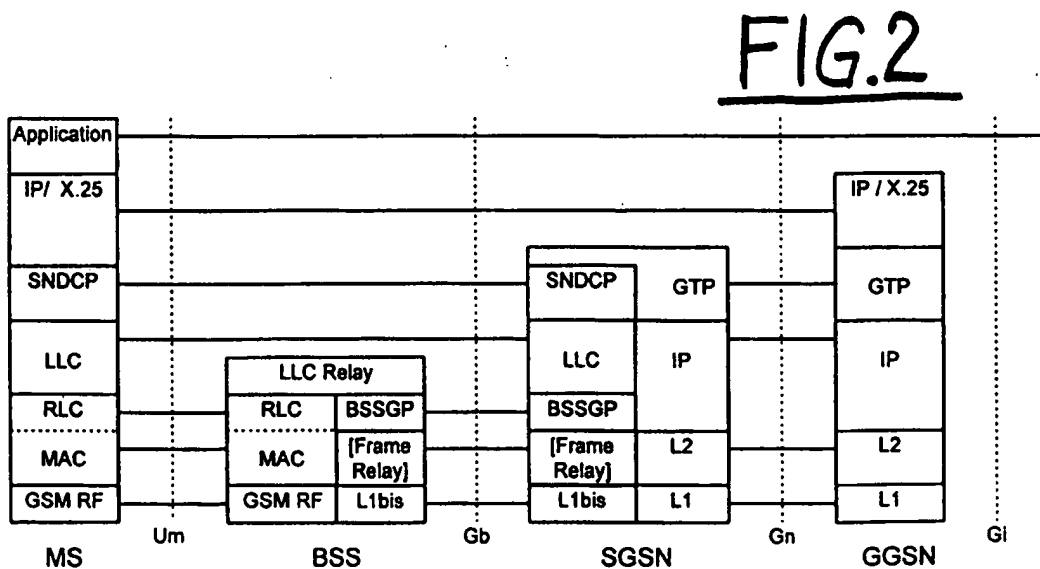 FIG.2
Application
IP/ X.25
IP / X.25
SNDCP
SNDCP
GTP
GTP
LLC
LLC Relay
LLC
IP
IP
RLC
RLC
BSSGP
BSSGP
MAC
MAC
[Frame
Relay]
[Frame
Relay]
L2
L2
GSM RF
GSM RF
L1bis
L1bis
L1
L1
Um
Gb
Gn
Gi
MS
BSS
SGSN
GGSN